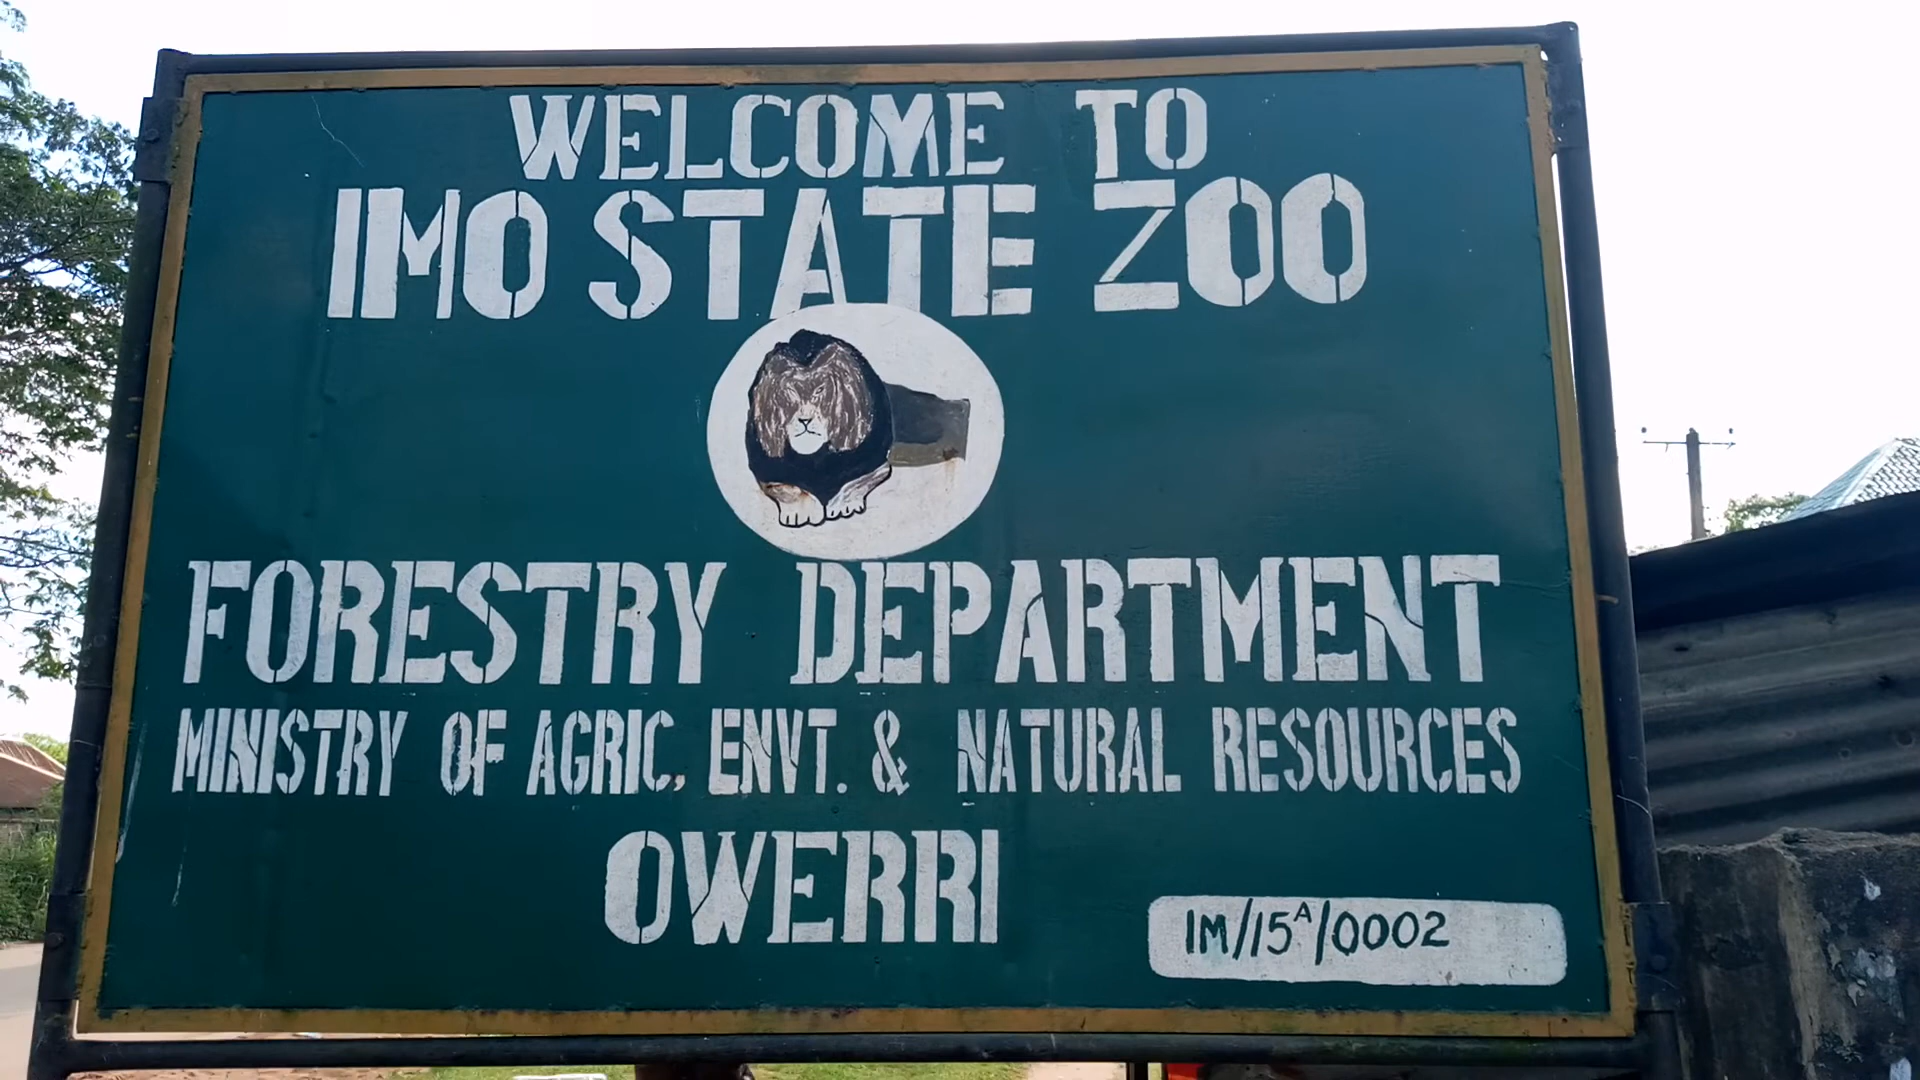 WELCOME TO
IMO STATE ZOO
FORESTRY DEPARTMENT
MINISTRY OF AGRIC, ENVT. & NATURAL RESOURCES
OWERRI
IM/15A/0002